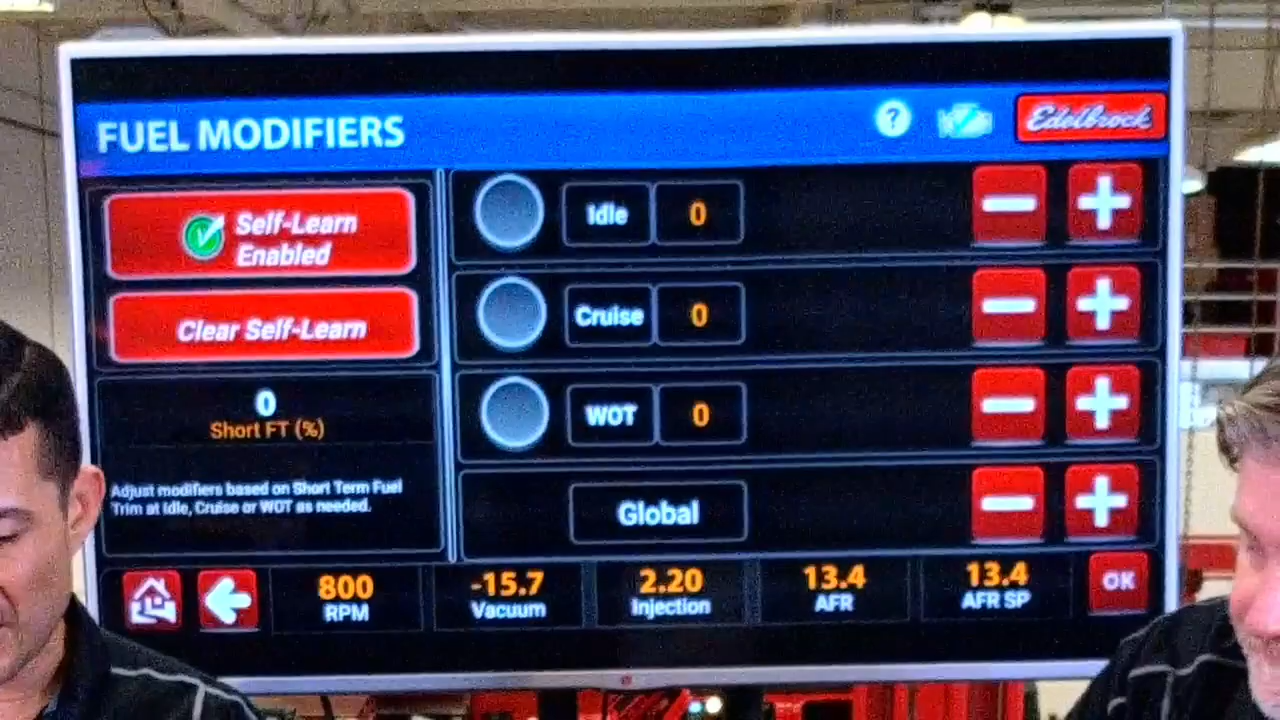 FUEL MODIFIERS
?
Edelbrock
Self-Learn
Enabled
Clear Self-Learn
0
Short FT (%)
Adjust modifiers based on Short Term Fuel
Trim at Idle, Cruise or WOT as needed.
Idle 0
Cruise 0
WOT 0
Global
800
RPM
-15.7
Vacuum
2.20
Injection
13.4
AFR
13.4
AFR SP
OK